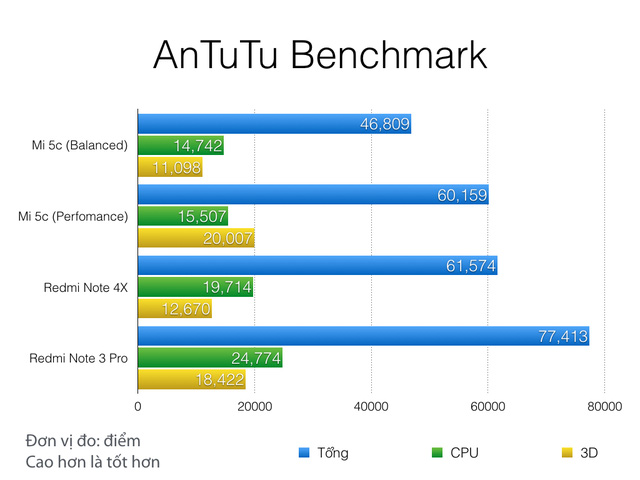 AnTuTu Benchmark
Mi 5c (Balanced)
46,809
14,742
11,098
Mi 5c (Perfomance)
60,159
15,507
20,007
Redmi Note 4X
61,574
19,714
12,670
Redmi Note 3 Pro
77,413
24,774
18,422
0 20000 40000 60000 80000
Đơn vị đo: điểm
Cao hơn là tốt hơn
Tổng CPU 3D